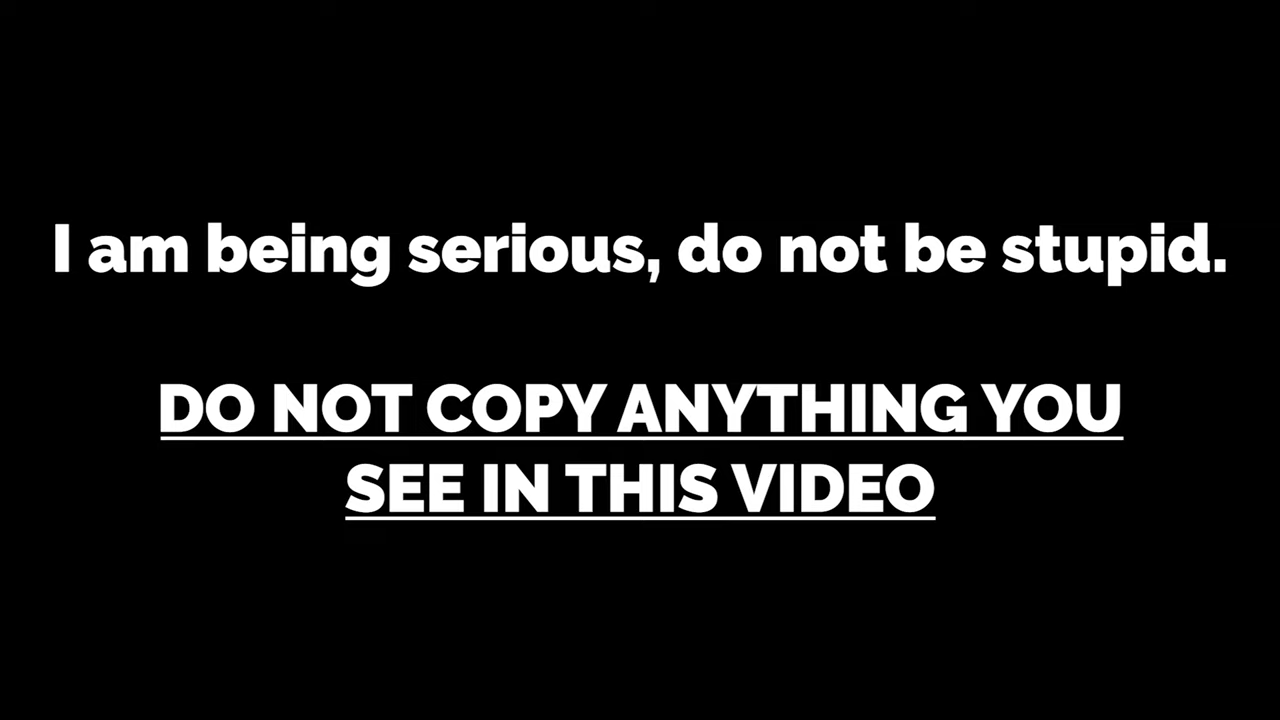 I am being serious, do not be stupid.
DO NOT COPY ANYTHING YOU
SEE IN THIS VIDEO